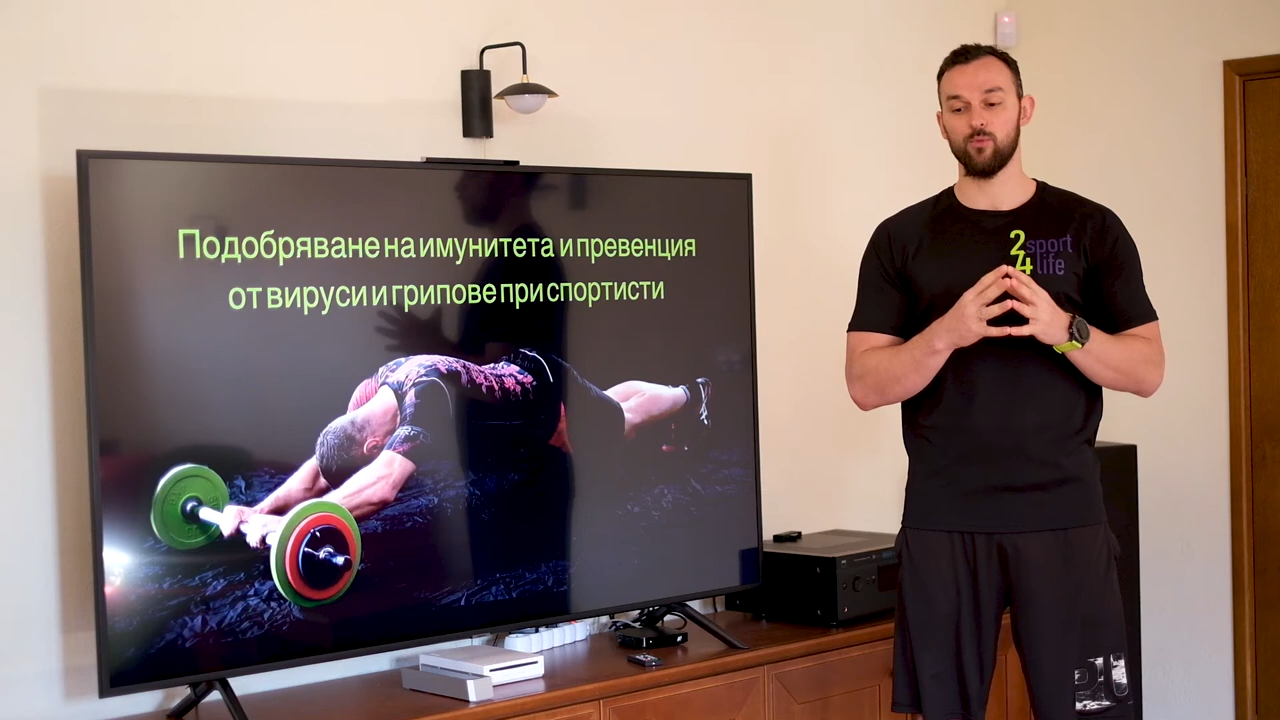 Подобряване на имунитета и превенция
от вируси и грипове при спортисти
24 sport
life